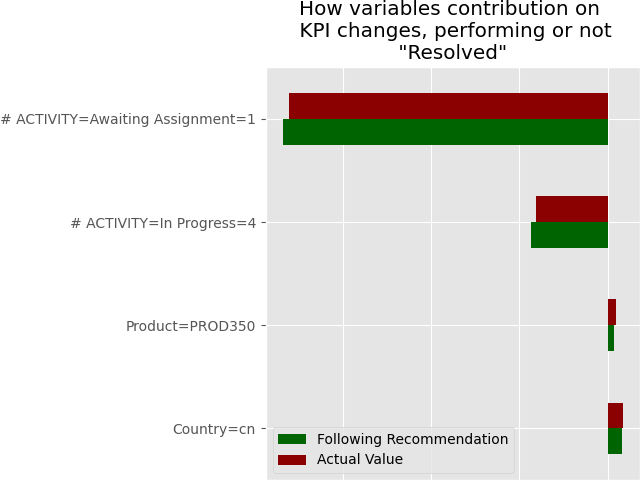 How variables contribution on
KPI changes, performing or not
"Resolved"
# ACTIVITY=Awaiting Assignment=1
# ACTIVITY=In Progress=4
Product=PROD350
Country=cn
Following Recommendation
Actual Value